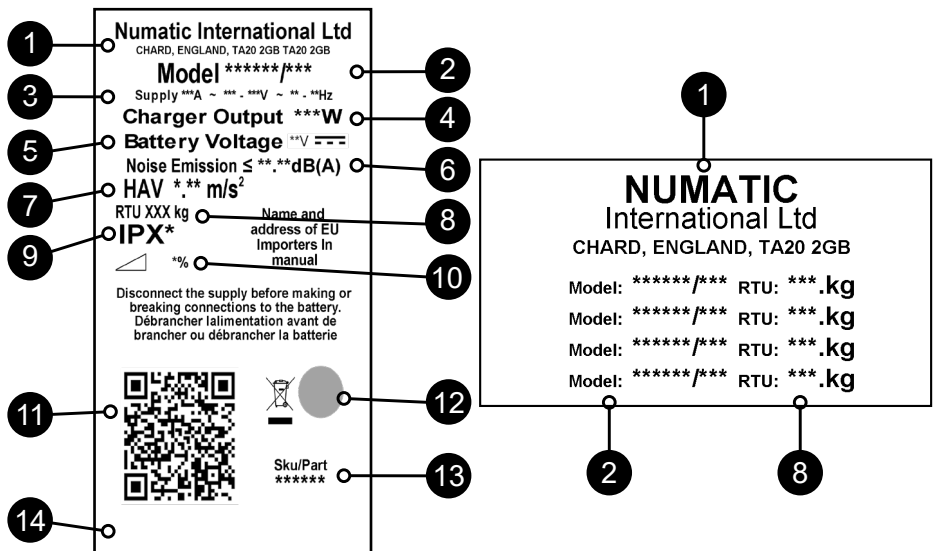 Numatic International Ltd
CHARD, ENGLAND, TA20 2GB TA20 2GB
Model ******/***
Supply ***A ~ *** - ***V ~ ** - **Hz
Charger Output ***W
Battery Voltage **V
Noise Emission ≤ **.**dB(A)
HAV *.** m/s²
RTU XXX kg
IPX*
Name and
address of EU
Importers In
manual
*%
Disconnect the supply before making or
breaking connections to the battery.
Débrancher lalimentation avant de
brancher ou débrancher la batterie
Sku/Part
******
1
2
3
4
5
6
7
8
9
10
11
12
13
14
1
NUMATIC
International Ltd
CHARD, ENGLAND, TA20 2GB
Model: ******/*** RTU: ***.kg
Model: ******/*** RTU: ***.kg
Model: ******/*** RTU: ***.kg
Model: ******/*** RTU: ***.kg
2
8